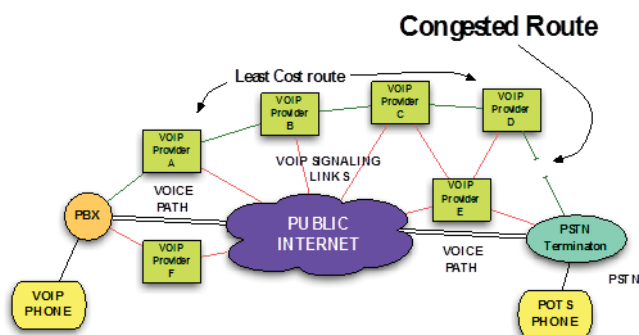 Congested Route
Least Cost route
VOIP
Provider
A
VOIP
Provider
B
VOIP
Provider
C
VOIP
Provider
D
VOIP SIGNALING
LINKS
VOICE
PATH
PBX
PUBLIC
INTERNET
VOIP
Provider
E
VOIP
Provider
F
VOICE
PATH
PSTN
Terminaton
PSTN
VOIP
PHONE
POTS
PHONE